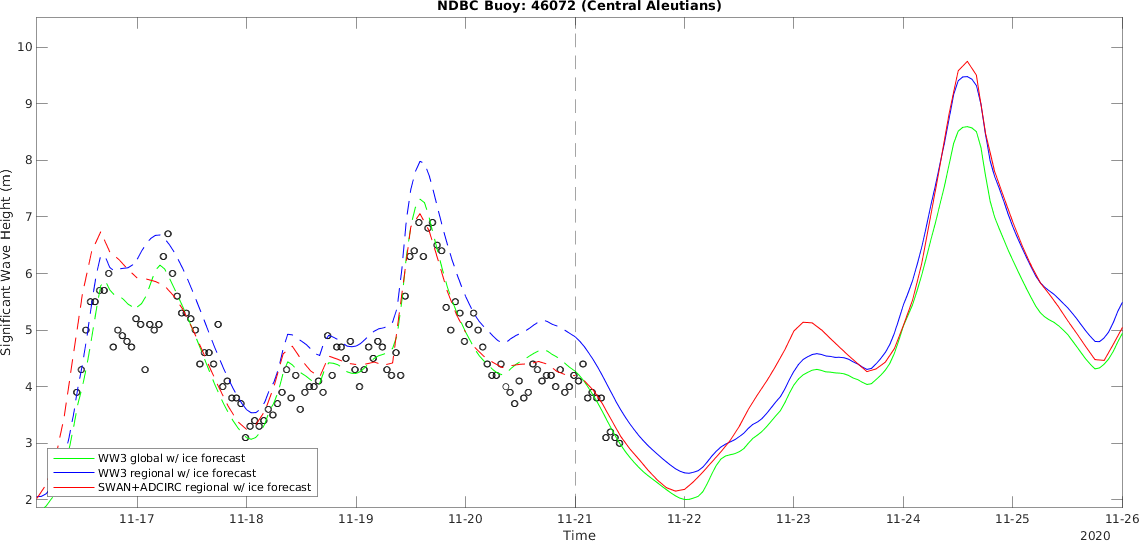 NDBC Buoy: 46072 (Central Aleutians)
Significant Wave Height (m)
10
9
8
7
6
5
4
3
2
WW3 global w/ ice forecast
WW3 regional w/ ice forecast
SWAN+ADCIRC regional w/ ice forecast
11-17 11-18 11-19 11-20 11-21 11-22 11-23 11-24 11-25 11-26
Time
2020